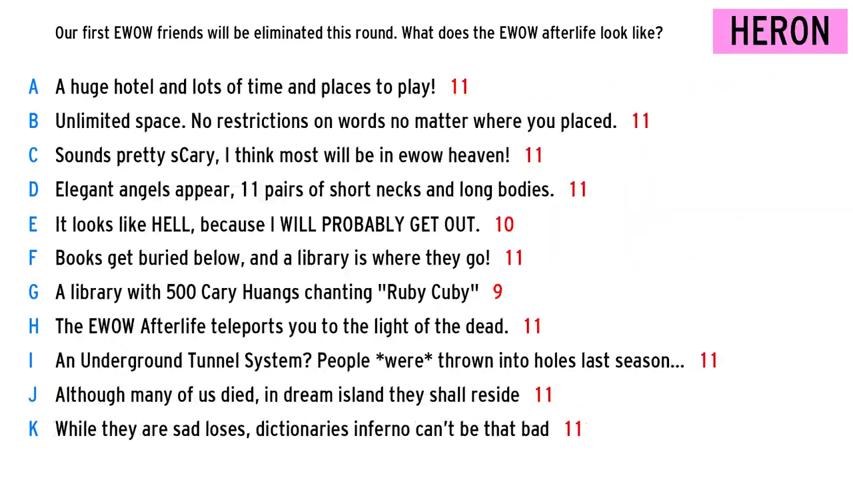 Our first EWOW friends will be eliminated this round. What does the EWOW afterlife look like?
HERON
A A huge hotel and lots of time and places to play! 11
B Unlimited space. No restrictions on words no matter where you placed. 11
C Sounds pretty sCary, I think most will be in ewow heaven! 11
D Elegant angels appear, 11 pairs of short necks and long bodies. 11
E It looks like HELL, because I WILL PROBABLY GET OUT. 10
F Books get buried below, and a library is where they go! 11
G A library with 500 Cary Huangs chanting "Ruby Cuby" 9
H The EWOW Afterlife teleports you to the light of the dead. 11
I An Underground Tunnel System? People *were* thrown into holes last season... 11
J Although many of us died, in dream island they shall reside 11
K While they are sad loses, dictionaries inferno can't be that bad 11